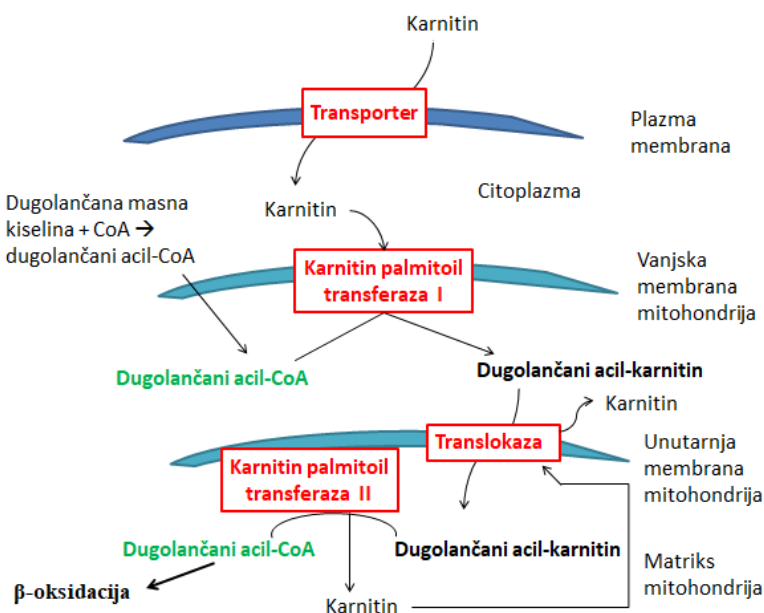 Karnitin
Transporter
Plazma
membrana
Citoplazma
Dugolančana masna
kiselina + CoA →
dugolančani acil-CoA
Karnitin
Karnitin palmitoil
transferaza I
Vanjska
membrana
mitohondrija
Dugolančani acil-CoA
Dugolančani acil-karnitin
Karnitin
Translokaza
Unutarnja
membrana
mitohondrija
Karnitin palmitoil
transferaza II
Dugolančani acil-CoA
Dugolančani acil-karnitin
Matriks
mitohondrija
β-oksidacija
Karnitin